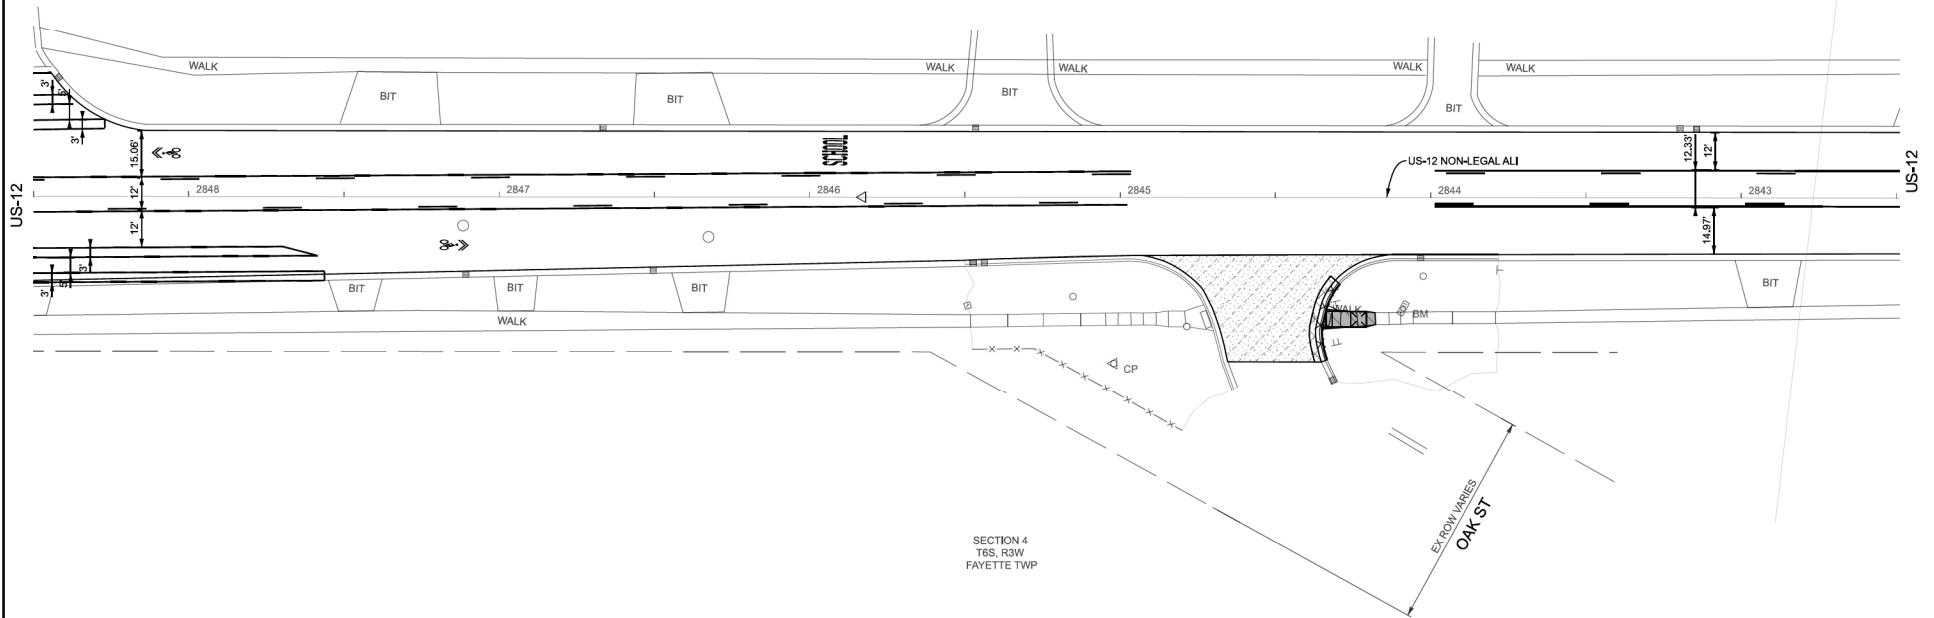 WALK
WALK
WALK
WALK
WALK
BIT
BIT
BIT
BIT
3'
5'
3'
15.06'
SCHOOL
12.33'
12'
US-12 NON-LEGAL ALI
US-12
2848
2847
2846
2845
2844
2843
US-12
12'
12'
14.97'
3'
5'
3'
BIT
BIT
BIT
BIT
WALK
WALK
BM
CP
EX ROW VARIES
OAK ST
SECTION 4
T6S, R3W
FAYETTE TWP